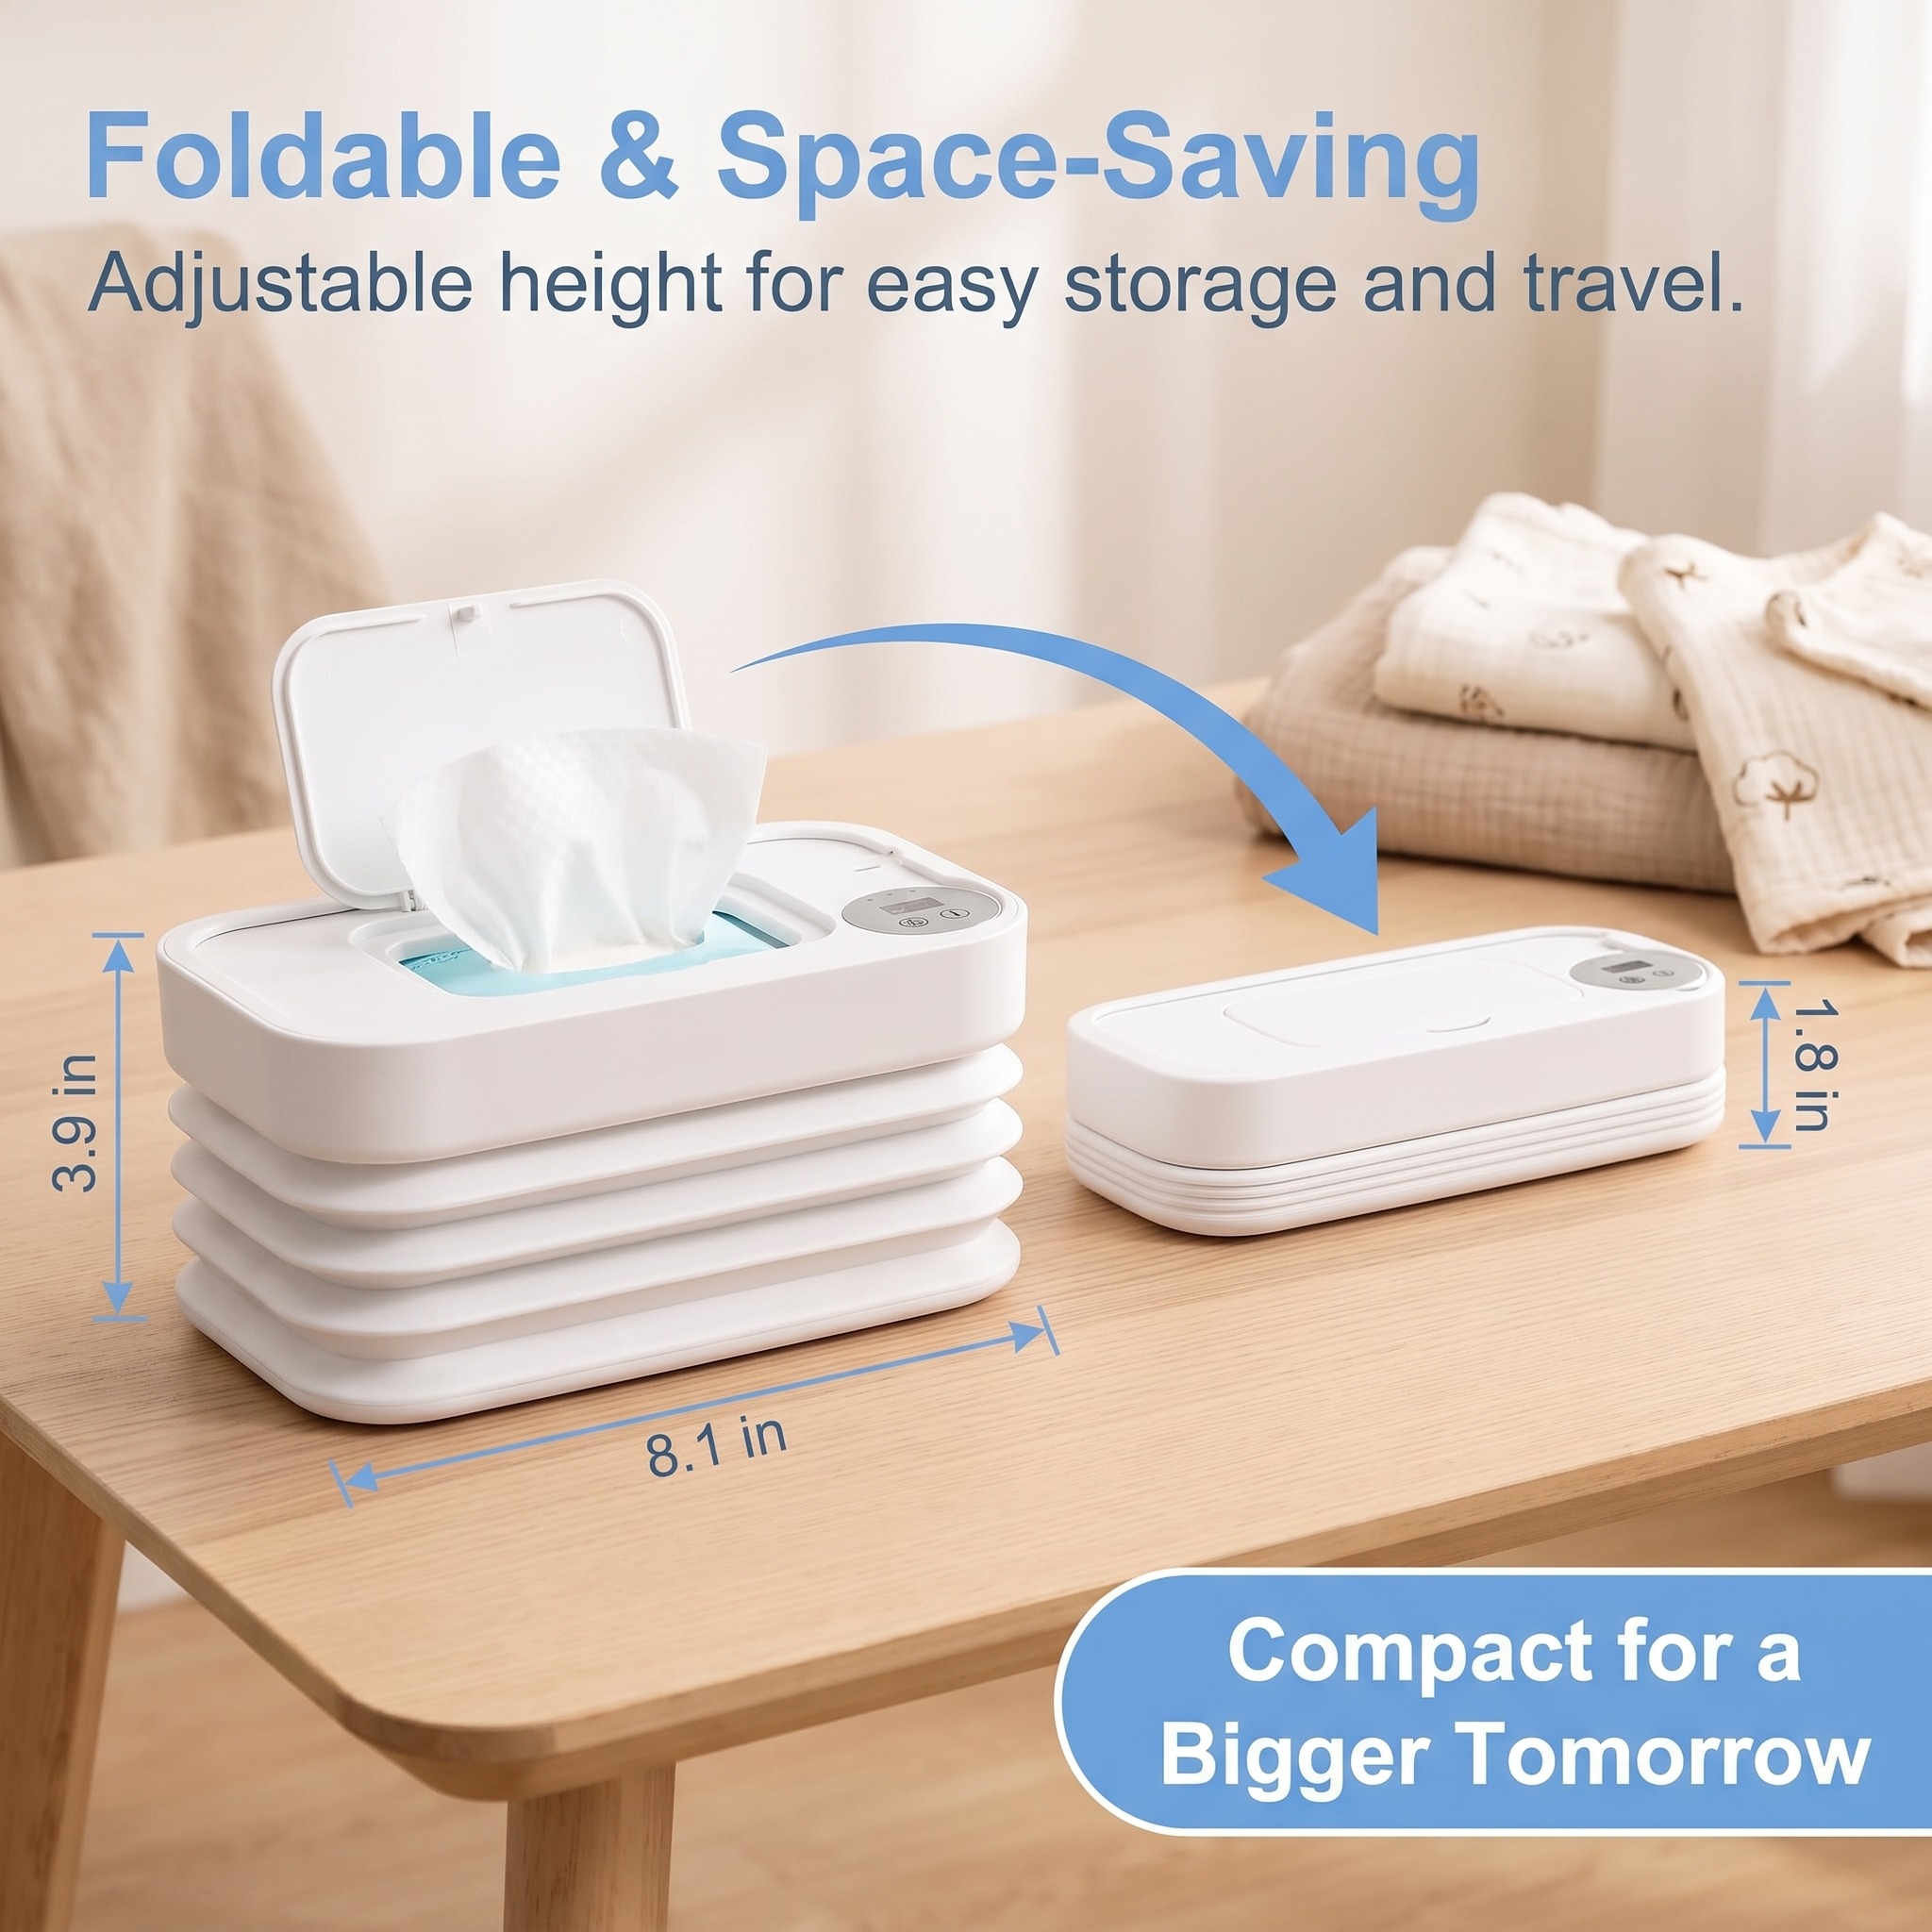 Foldable & Space-Saving
Adjustable height for easy storage and travel.
3.9 in
1.8 in
8.1 in
Compact for a
Bigger Tomorrow